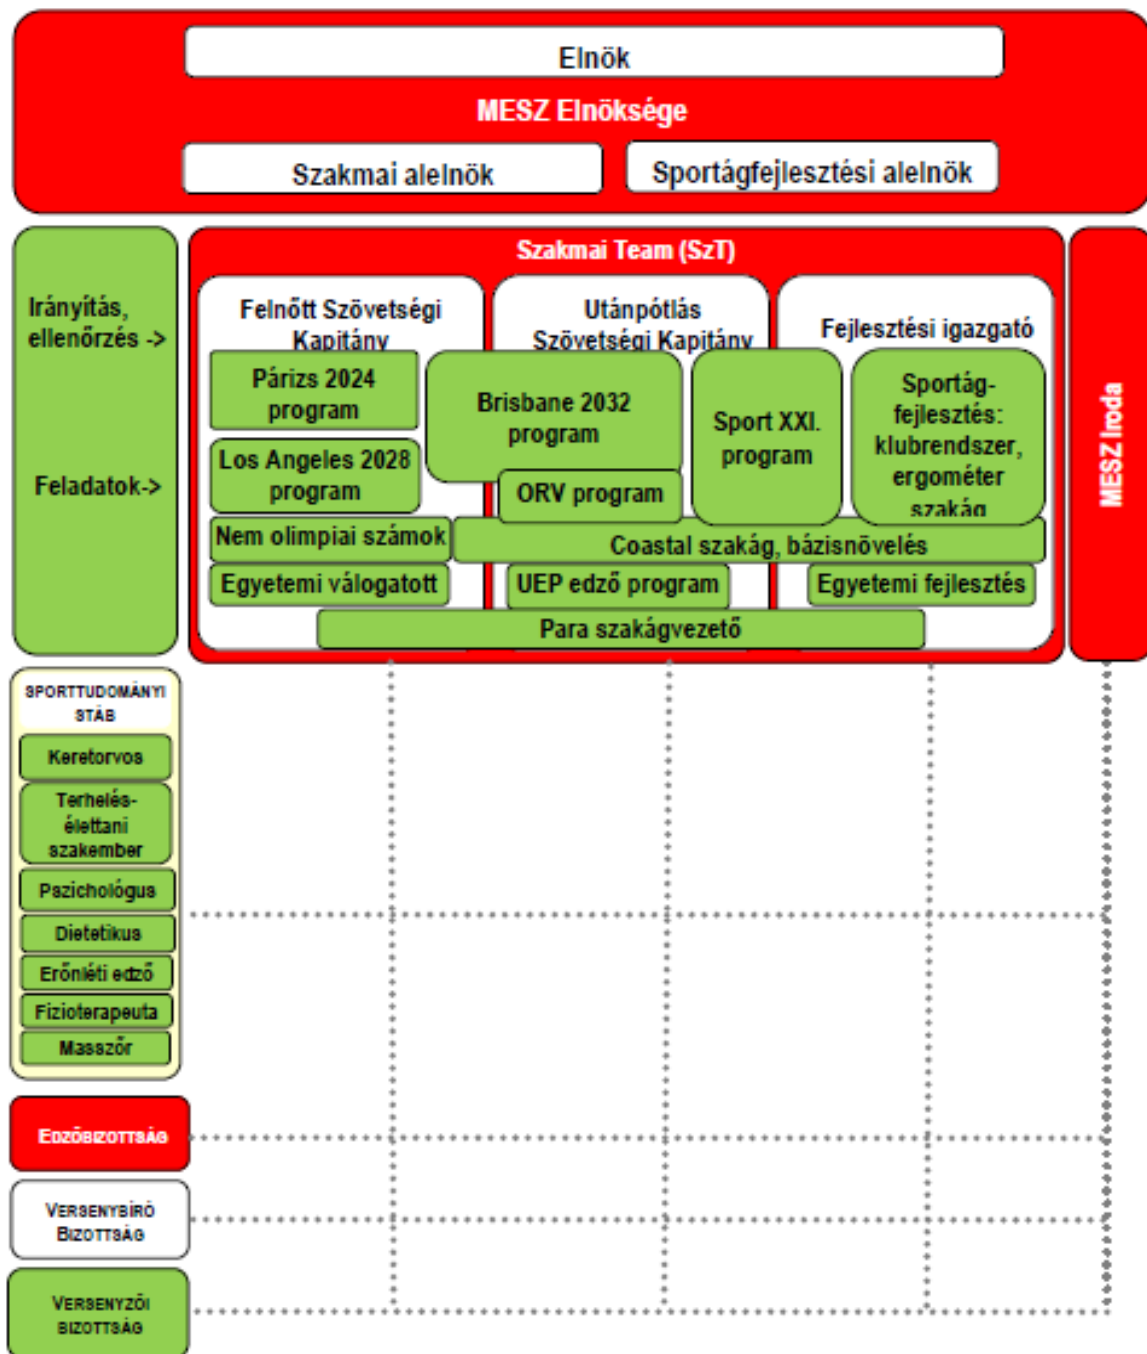 Elnök
MESZ Elnöksége
Szakmai alelnök
Sportágfejlesztési alelnök
Irányítás,
ellenőrzés ->
Feladatok->
Szakmai Team (SzT)
Felnőtt Szövetségi
Kapitány
Párizs 2024
program
Los Angeles 2028
program
Nem olimpiai számok
Egyetemi válogatott
Utánpótlás
Szövetségi Kapitány
Brisbane 2032
program
ORV program
Sport XXI.
program
Fejlesztési igazgató
Sportág-
fejlesztés:
klubrendszer,
ergométer
szakág
Coastal szakág, bázisnövelés
UEP edző program
Egyetemi fejlesztés
Para szakágvezető
MESZ Iroda
SPORTTUDOMÁNYI
STÁB
Keretorvos
Terhelés-
élettani
szakember
Pszichológus
Dietetikus
Erőnléti edző
Fizioterapeuta
Masszőr
EDZŐBIZOTTSÁG
VERSENYBÍRÓ
BIZOTTSÁG
VERSENYZŐI
BIZOTTSÁG